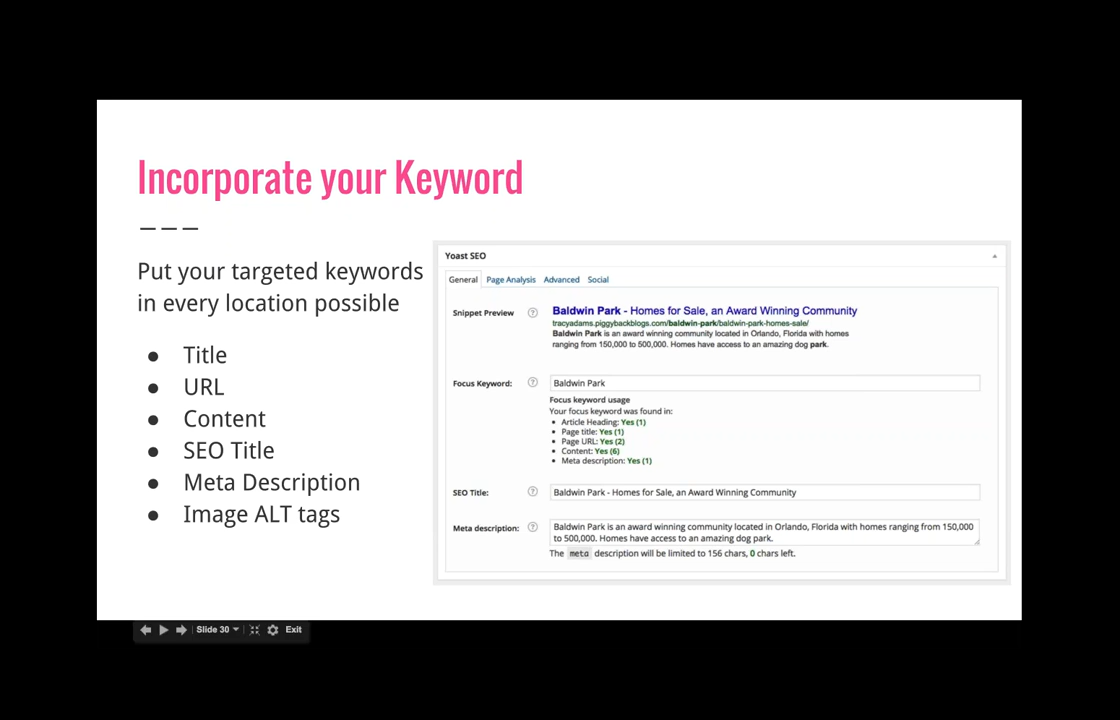 Incorporate your Keyword
Put your targeted keywords
in every location possible
● Title
● URL
● Content
● SEO Title
● Meta Description
● Image ALT tags
Yoast SEO
General Page Analysis Advanced Social
Snippet Preview
Baldwin Park - Homes for Sale, an Award Winning Community
tracyadams.piggybackblogs.com/baldwin-park/baldwin-park-homes-sale/
Baldwin Park is an award winning community located in Orlando, Florida with homes
ranging from 150,000 to 500,000. Homes have access to an amazing dog park.
Focus Keyword: Baldwin Park
Focus keyword usage
Your focus keyword was found in:
• Article Heading: Yes (1)
• Page title: Yes (1)
• Page URL: Yes (2)
• Content: Yes (6)
• Meta description: Yes (1)
SEO Title: Baldwin Park - Homes for Sale, an Award Winning Community
Meta description: Baldwin Park is an award winning community located in Orlando, Florida with homes ranging from 150,000
to 500,000. Homes have access to an amazing dog park.
The meta description will be limited to 156 chars, 0 chars left.
Slide 30 Exit